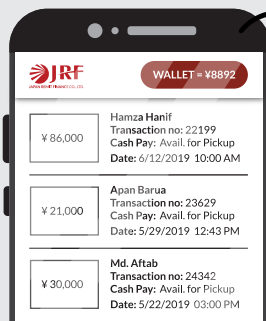 JRF
JAPAN REMIT FINANCE CO., LTD.
WALLET = ¥8892
¥ 86,000
Hamza Hanif
Transaction no: 22199
Cash Pay: Avail. for Pickup
Date: 6/12/2019 10:00 AM
¥ 21,000
Apan Barua
Transaction no: 23629
Cash Pay: Avail. for Pickup
Date: 5/29/2019 12:43 PM
¥ 30,000
Md. Aftab
Transaction no: 24342
Cash Pay: Avail. for Pickup
Date: 5/22/2019 03:00 PM